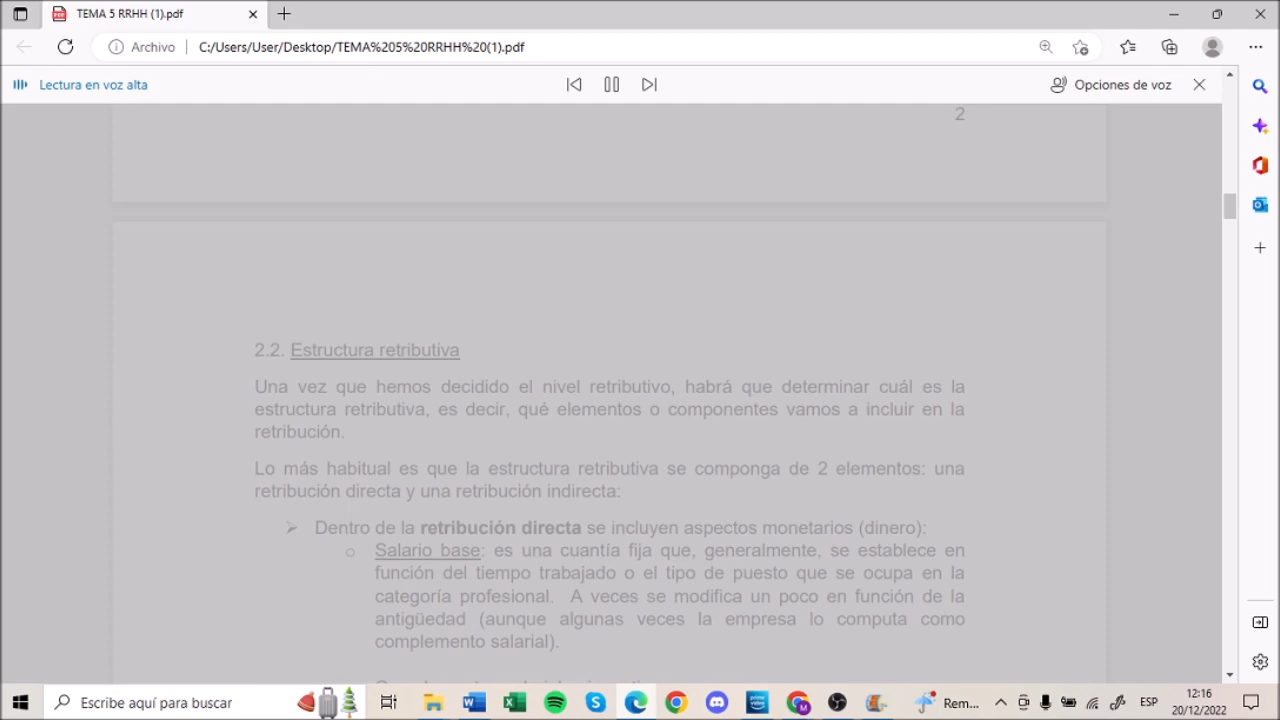 TEMA 5 RRHH (1).pdf
Archivo
C:/Users/User/Desktop/TEMA%205%20RRHH%20(1).pdf
Lectura en voz alta
Opciones de voz
2
2.2. Estructura retributiva
Una vez que hemos decidido el nivel retributivo, habrá que determinar cuál es la
estructura retributiva, es decir, qué elementos o componentes vamos a incluir en la
retribución.
Lo más habitual es que la estructura retributiva se componga de 2 elementos: una
retribución directa y una retribución indirecta:
➢ Dentro de la retribución directa se incluyen aspectos monetarios (dinero):
o Salario base: es una cuantía fija que, generalmente, se establece en
función del tiempo trabajado o el tipo de puesto que se ocupa en la
categoría profesional. A veces se modifica un poco en función de la
antigüedad (aunque algunas veces la empresa lo computa como
complemento salarial).
Escribe aquí para buscar
Rem...
ESP
12:16
20/12/2022